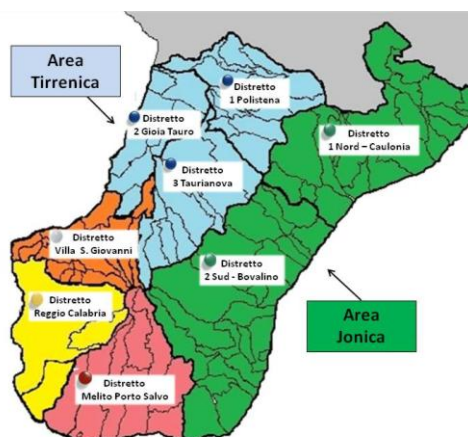 Area
Tirrenica
Distretto
1 Polistena
Distretto
2 Gioia Tauro
Distretto
1 Nord – Caulonia
Distretto
3 Taurianova
Distretto
Villa S. Giovanni
Distretto
2 Sud - Bovalino
Distretto
Reggio Calabria
Area
Jonica
Distretto
Melito Porto Salvo